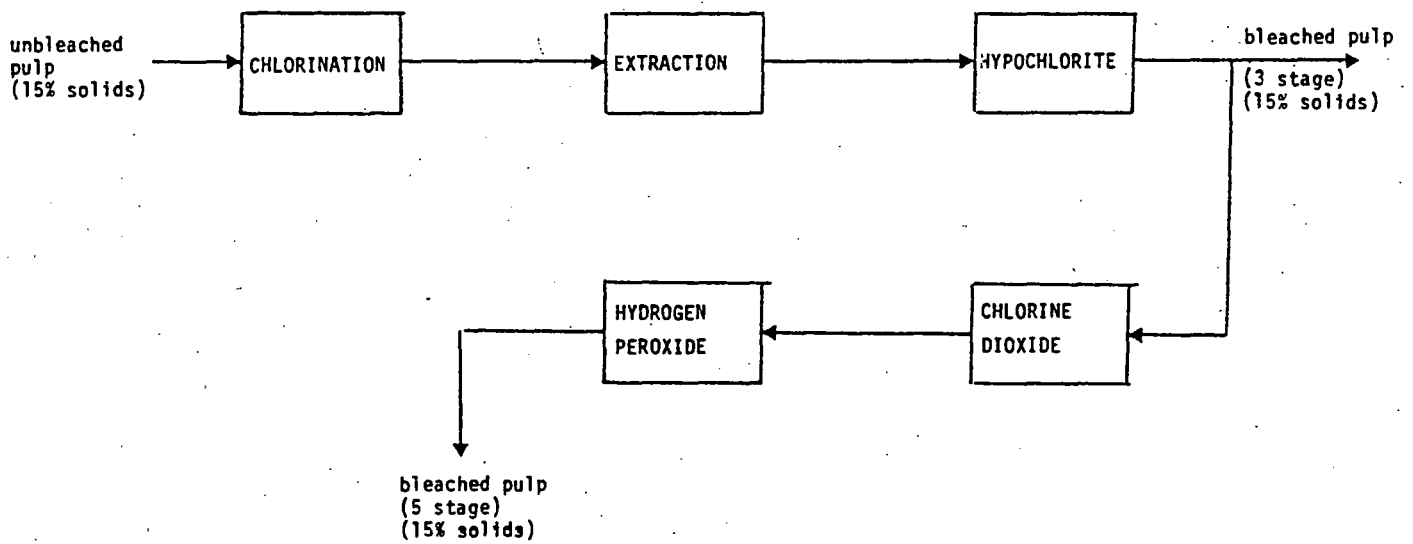 unbleached
pulp
(15% solids)
CHLORINATION
EXTRACTION
HYPOCHLORITE
bleached pulp
(3 stage)
(15% solids)
HYDROGEN
PEROXIDE
CHLORINE
DIOXIDE
bleached pulp
(5 stage)
(15% solids)